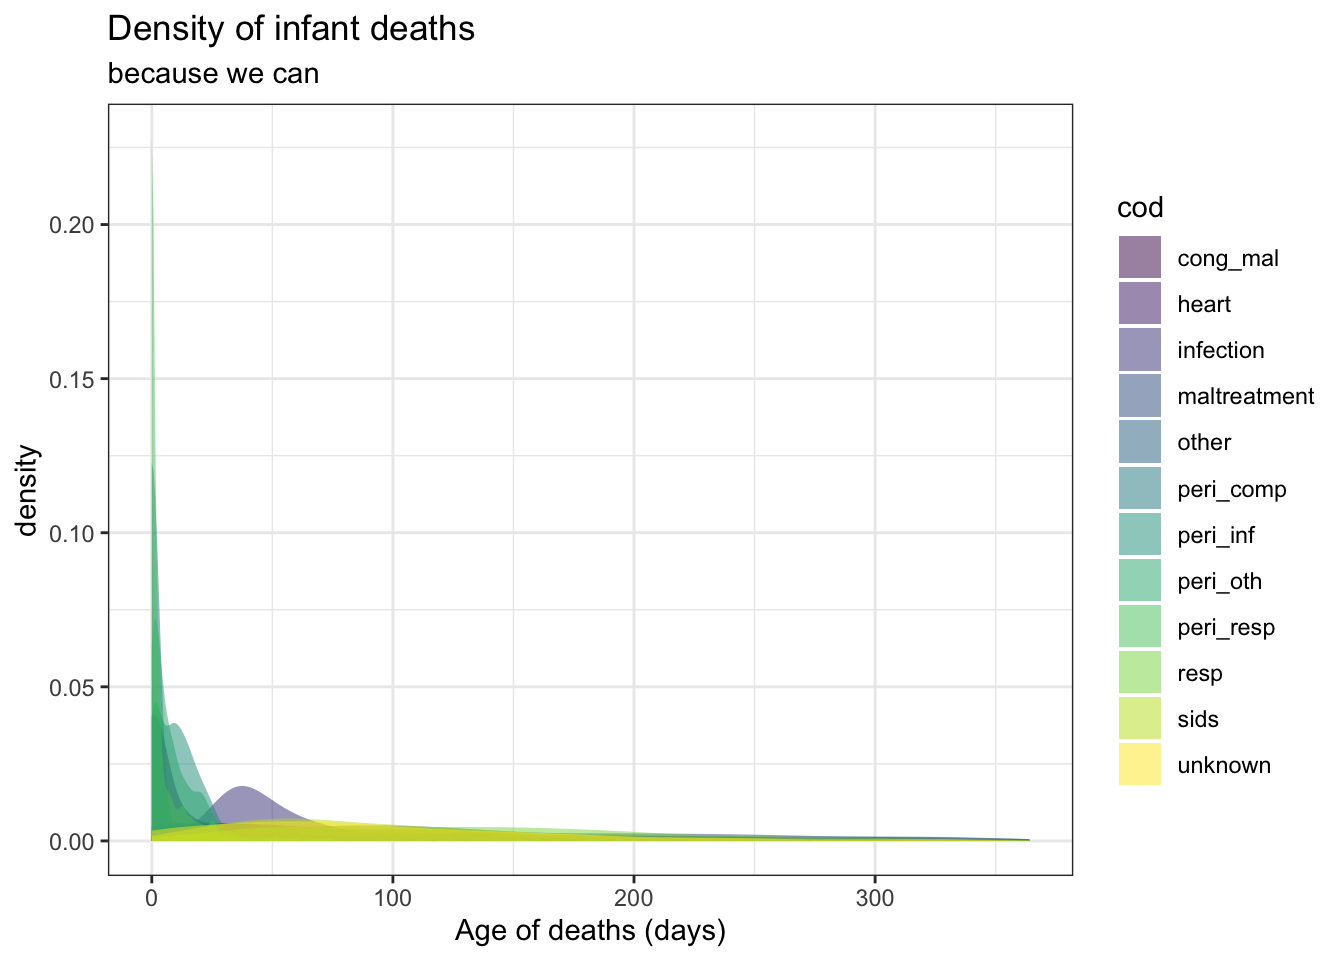 Density of infant deaths
because we can
density
0.20
0.15
0.10
0.05
0.00
0
100
200
300
Age of deaths (days)
cod
cong_mal
heart
infection
maltreatment
other
peri_comp
peri_inf
peri_oth
peri_resp
resp
sids
unknown